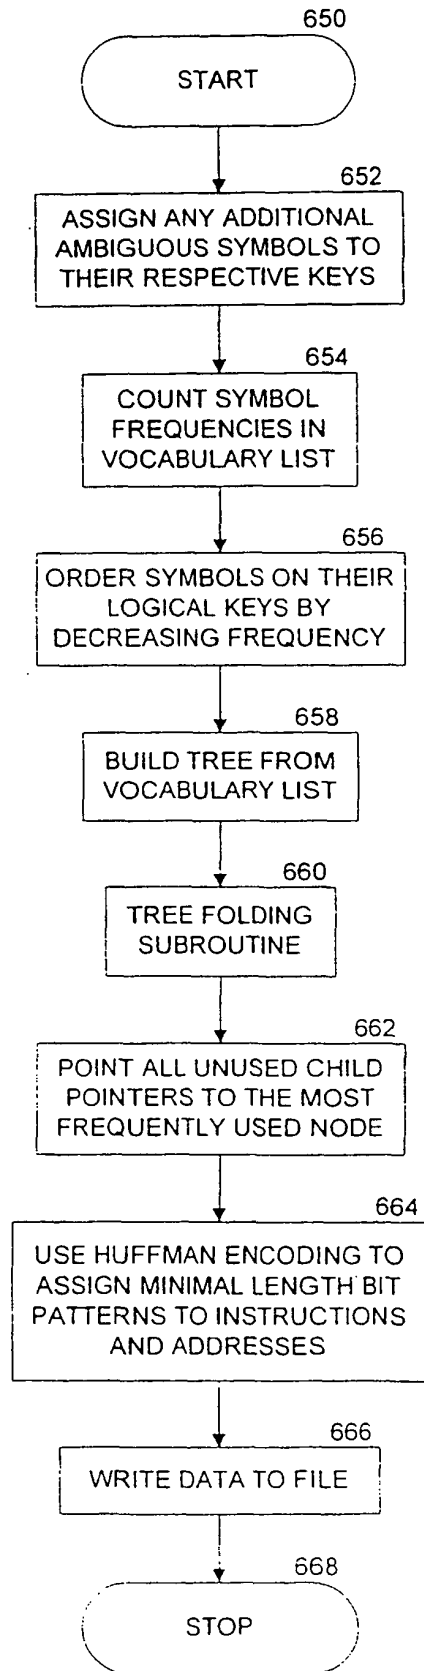 650
START
652
ASSIGN ANY ADDITIONAL
AMBIGUOUS SYMBOLS TO
THEIR RESPECTIVE KEYS
654
COUNT SYMBOL
FREQUENCIES IN
VOCABULARY LIST
656
ORDER SYMBOLS ON THEIR
LOGICAL KEYS BY
DECREASING FREQUENCY
658
BUILD TREE FROM
VOCABULARY LIST
660
TREE FOLDING
SUBROUTINE
662
POINT ALL UNUSED CHILD
POINTERS TO THE MOST
FREQUENTLY USED NODE
664
USE HUFFMAN ENCODING TO
ASSIGN MINIMAL LENGTH BIT
PATTERNS TO INSTRUCTIONS
AND ADDRESSES
666
WRITE DATA TO FILE
668
STOP